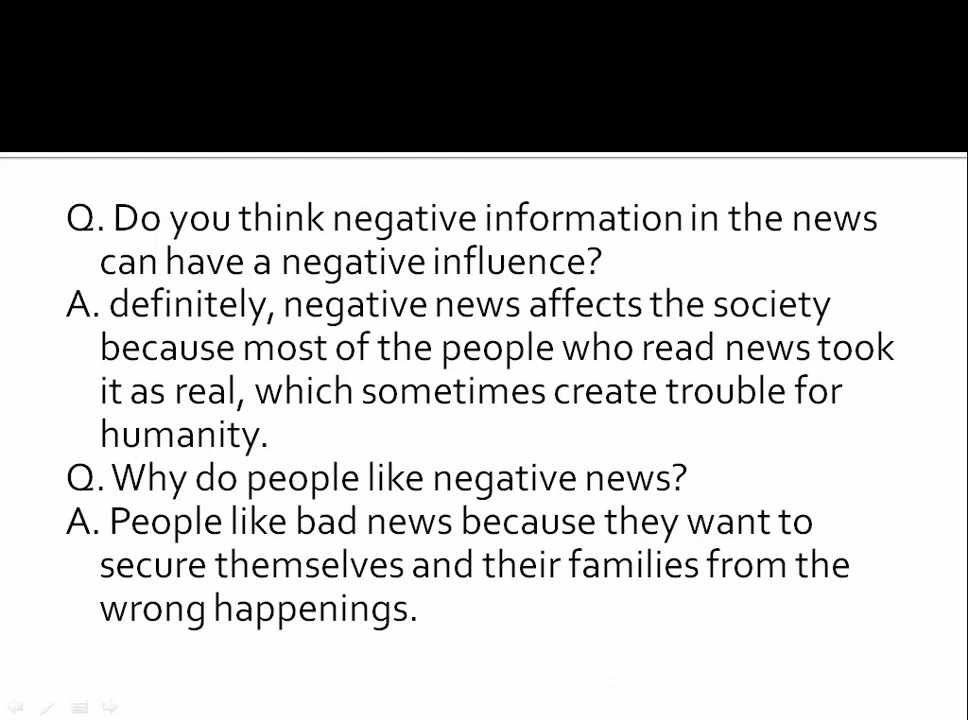 Q. Do you think negative information in the news
can have a negative influence?
A. definitely, negative news affects the society
because most of the people who read news took
it as real, which sometimes create trouble for
humanity.
Q. Why do people like negative news?
A. People like bad news because they want to
secure themselves and their families from the
wrong happenings.